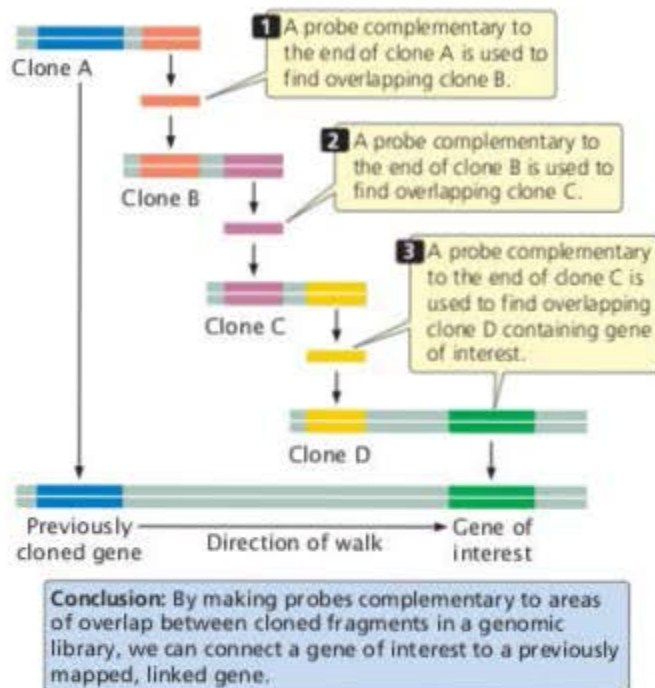 1 A probe complementary to
the end of clone A is used to
find overlapping clone B.
Clone A
2 A probe complementary to
the end of clone B is used to
find overlapping clone C.
Clone B
3 A probe complementary
to the end of clone C is
used to find overlapping
clone D containing gene
of interest.
Clone C
Clone D
Previously
cloned gene
Direction of walk
Gene of
interest
Conclusion: By making probes complementary to areas
of overlap between cloned fragments in a genomic
library, we can connect a gene of interest to a previously
mapped, linked gene.